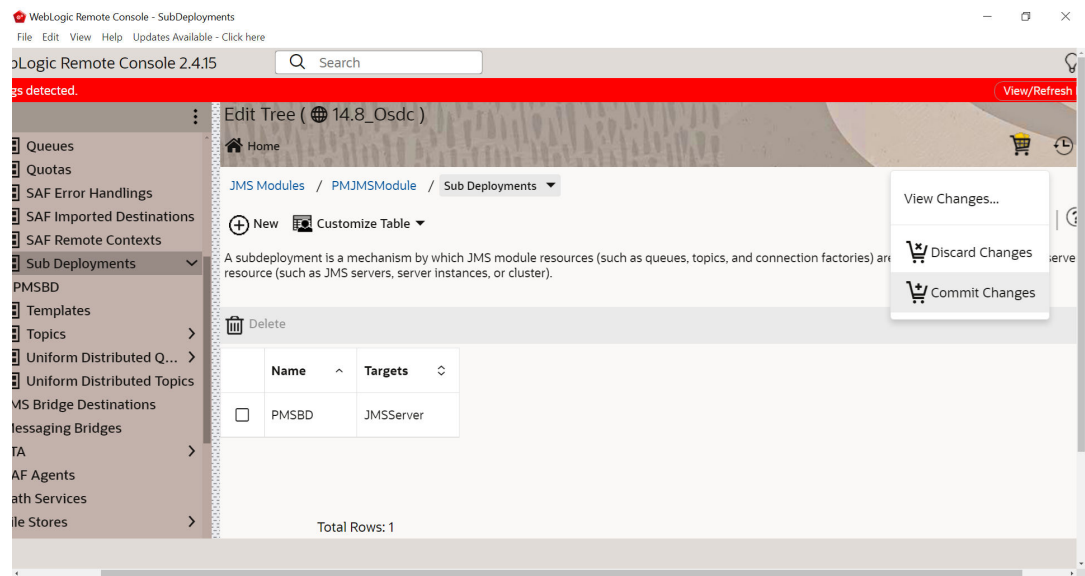 WebLogic Remote Console - SubDeployments
File Edit View Help Updates Available - Click here
bLogic Remote Console 2.4.15
Search
gs detected.
View/Refresh
Edit Tree ( 14.8_Osdc )
Home
Queues
Quotas
SAF Error Handlings
SAF Imported Destinations
SAF Remote Contexts
Sub Deployments
PMSBD
Templates
Topics
Uniform Distributed Q...
Uniform Distributed Topics
MS Bridge Destinations
lessaging Bridges
TA
AF Agents
ath Services
ile Stores
JMS Modules / PMJMSModule / Sub Deployments
New Customize Table
A subdeployment is a mechanism by which JMS module resources (such as queues, topics, and connection factories) are
serve
resource (such as JMS servers, server instances, or cluster).
View Changes...
Discard Changes
Commit Changes
Delete
Name Targets
PMSBD JMSServer
Total Rows: 1